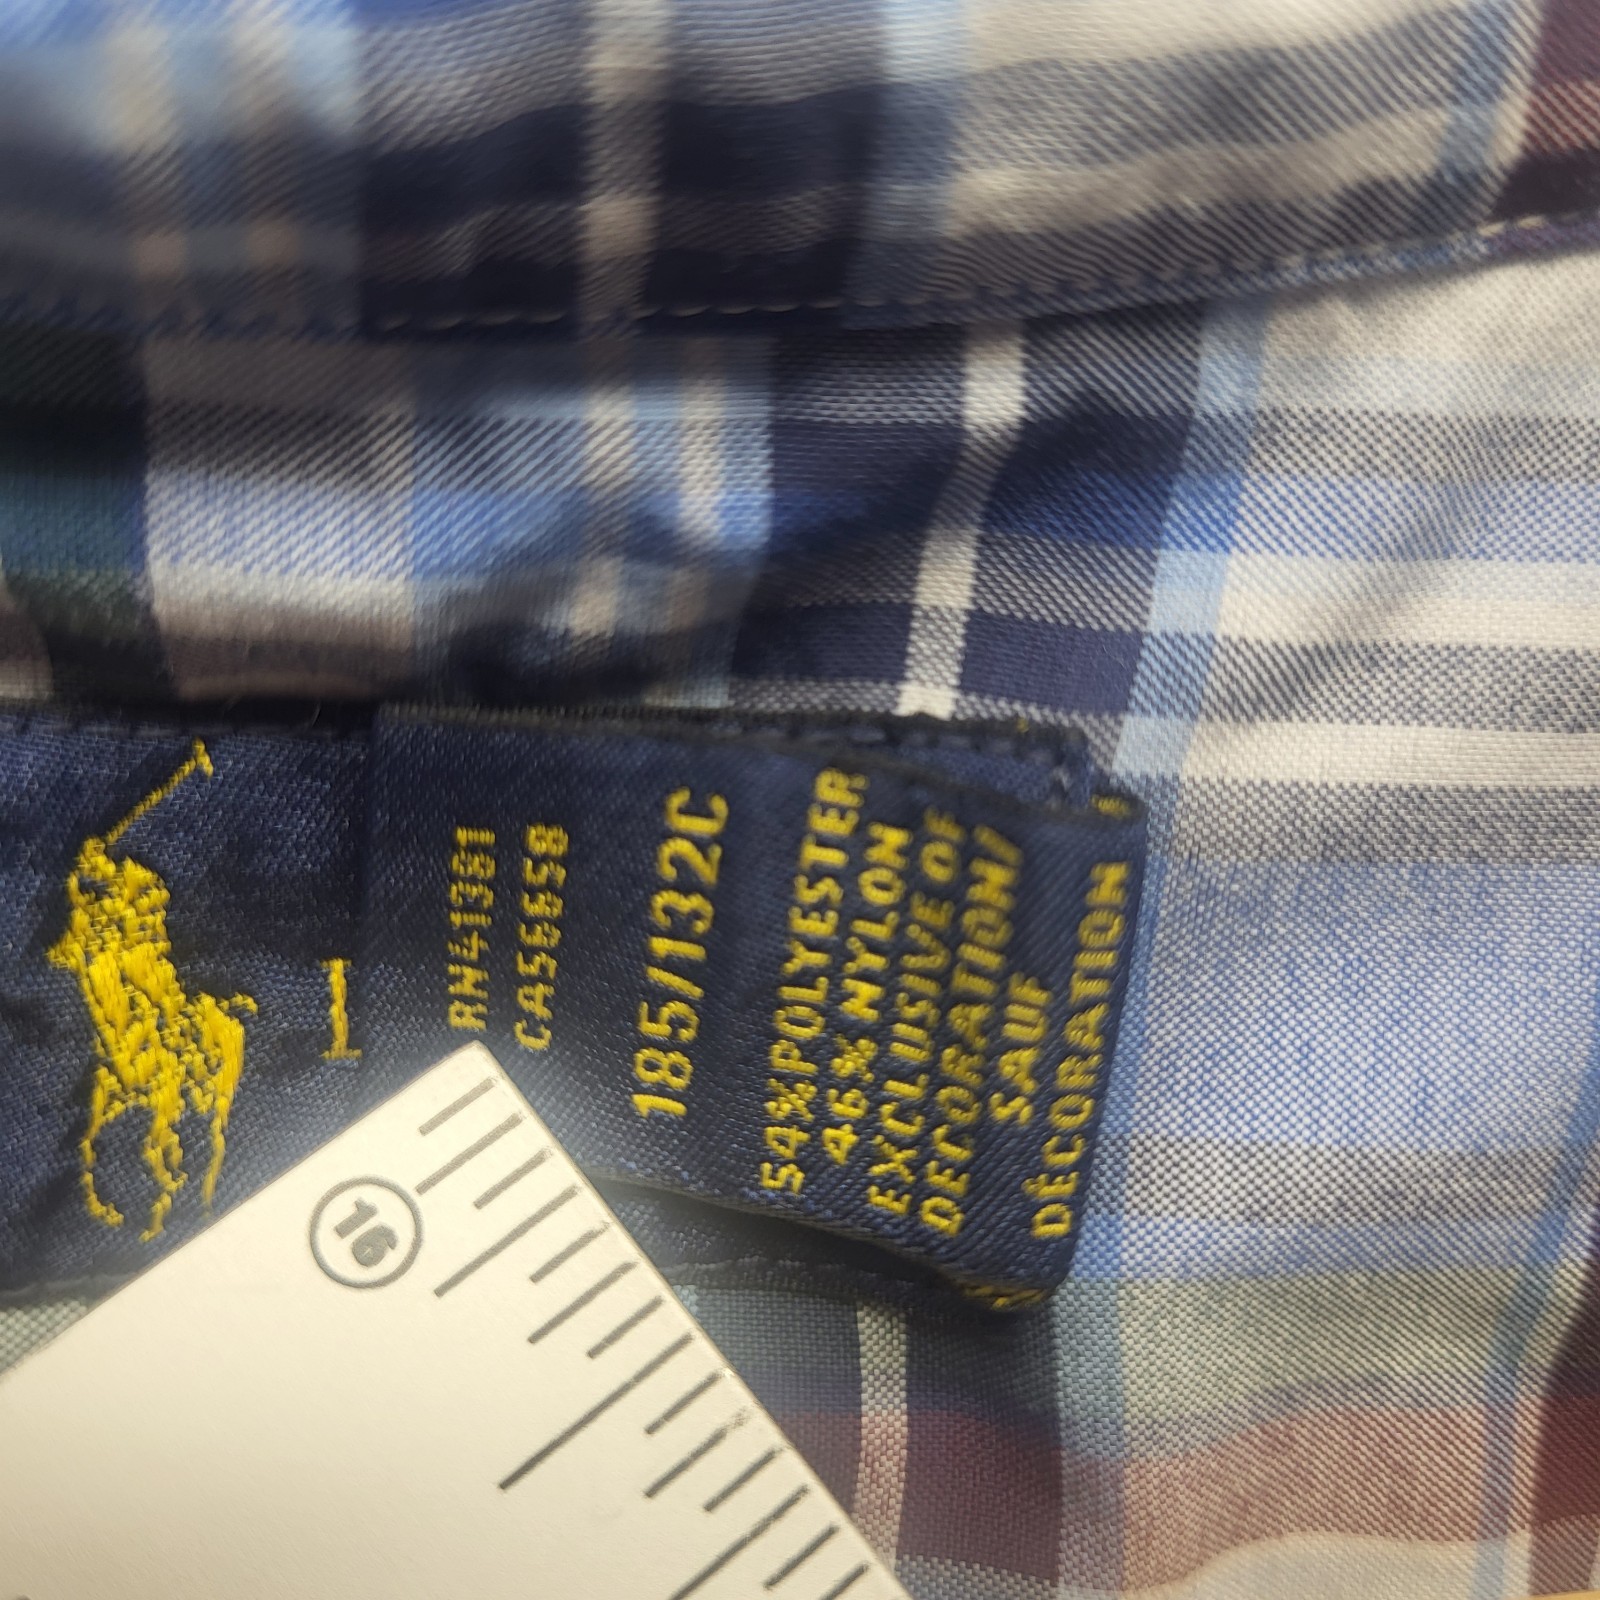 RN41381
CA56658
185/132C
54%POLYESTER
46% NYLON
EXCLUSIVE OF
DECORATION/
SAUF
DÉCORATION
16